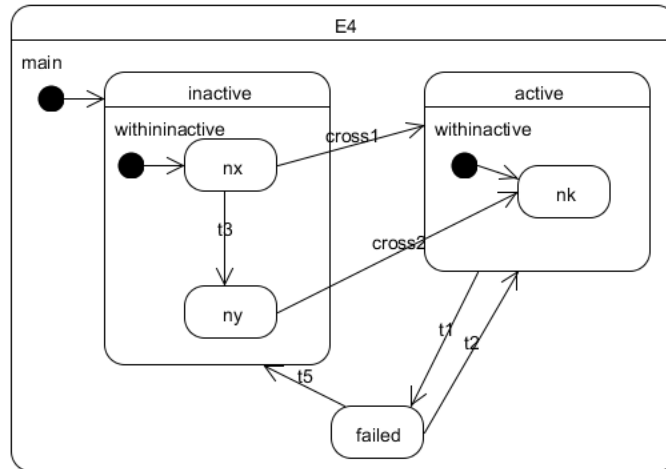 E4
main
inactive
active
withininactive
withinactive
cross1
nx
nk
t3
cross2
ny
t1
t2
t5
failed